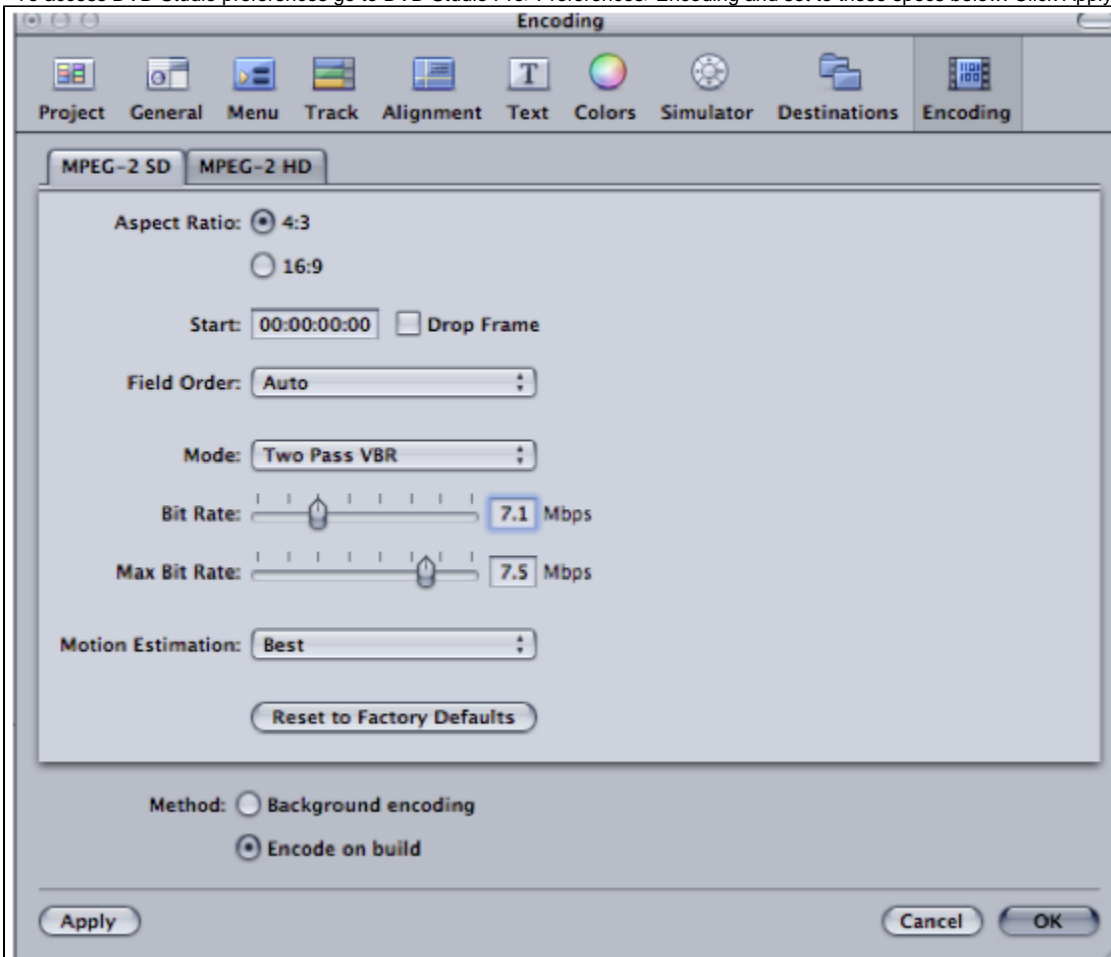 To access DVD Studio preferences go to DVD Studio Pro/ Preferences/ Encoding and set to these specs below. Click Apply
Encoding
Project General Menu Track Alignment Text Colors Simulator Destinations Encoding
MPEG-2 SD MPEG-2 HD
Aspect Ratio: 4:3
16:9
Start: 00:00:00:00 Drop Frame
Field Order: Auto
Mode: Two Pass VBR
Bit Rate: 7.1 Mbps
Max Bit Rate: 7.5 Mbps
Motion Estimation: Best
Reset to Factory Defaults
Method: Background encoding
Encode on build
Apply Cancel OK